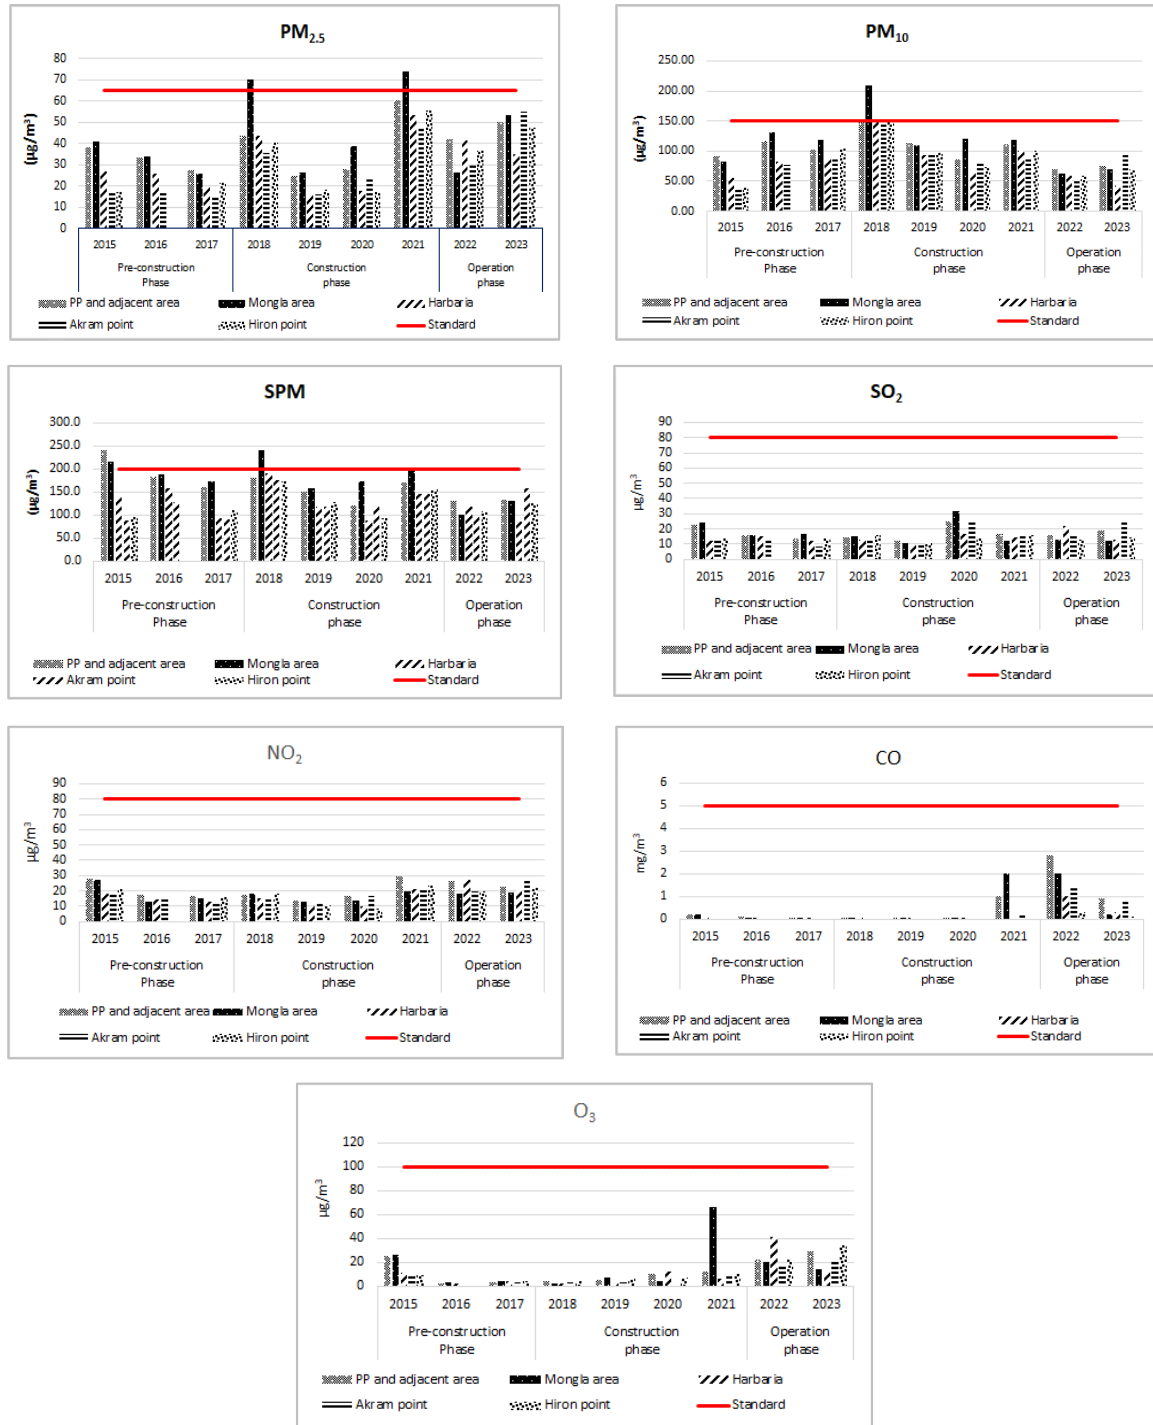 PM2.5
(µg/m³)
80
70
60
50
40
30
20
10
0
2015 2016 2017 2018 2019 2020 2021 2022 2023
Pre-construction Construction Operation
Phase phase phase
PP and adjacent area Mongla area Harbaria
Akram point Hiron point Standard
PM10
(µg/m³)
250.00
200.00
150.00
100.00
50.00
0.00
2015 2016 2017 2018 2019 2020 2021 2022 2023
Pre-construction Construction Operation
Phase phase phase
PP and adjacent area Mongla area Harbaria
Akram point Hiron point Standard
SPM
(µg/m³)
300.0
250.0
200.0
150.0
100.0
50.0
0.0
2015 2016 2017 2018 2019 2020 2021 2022 2023
Pre-construction Construction Operation
Phase phase phase
PP and adjacent area Mongla area Harbaria
Akram point Hiron point Standard
SO2
µg/m³
90
80
70
60
50
40
30
20
10
0
2015 2016 2017 2018 2019 2020 2021 2022 2023
Pre-construction Construction Operation
Phase phase phase
PP and adjacent area Mongla area Harbaria
Akram point Hiron point Standard
NO2
µg/m³
90
80
70
60
50
40
30
20
10
0
2015 2016 2017 2018 2019 2020 2021 2022 2023
Pre-construction Construction Operation
Phase phase phase
PP and adjacent area Mongla area Harbaria
Akram point Hiron point Standard
CO
mg/m³
6
5
4
3
2
1
0
2015 2016 2017 2018 2019 2020 2021 2022 2023
Pre-construction Construction Operation
Phase phase phase
PP and adjacent area Mongla area Harbaria
Akram point Hiron point Standard
O3
µg/m³
120
100
80
60
40
20
0
2015 2016 2017 2018 2019 2020 2021 2022 2023
Pre-construction Construction Operation
Phase phase phase
PP and adjacent area Mongla area Harbaria
Akram point Hiron point Standard